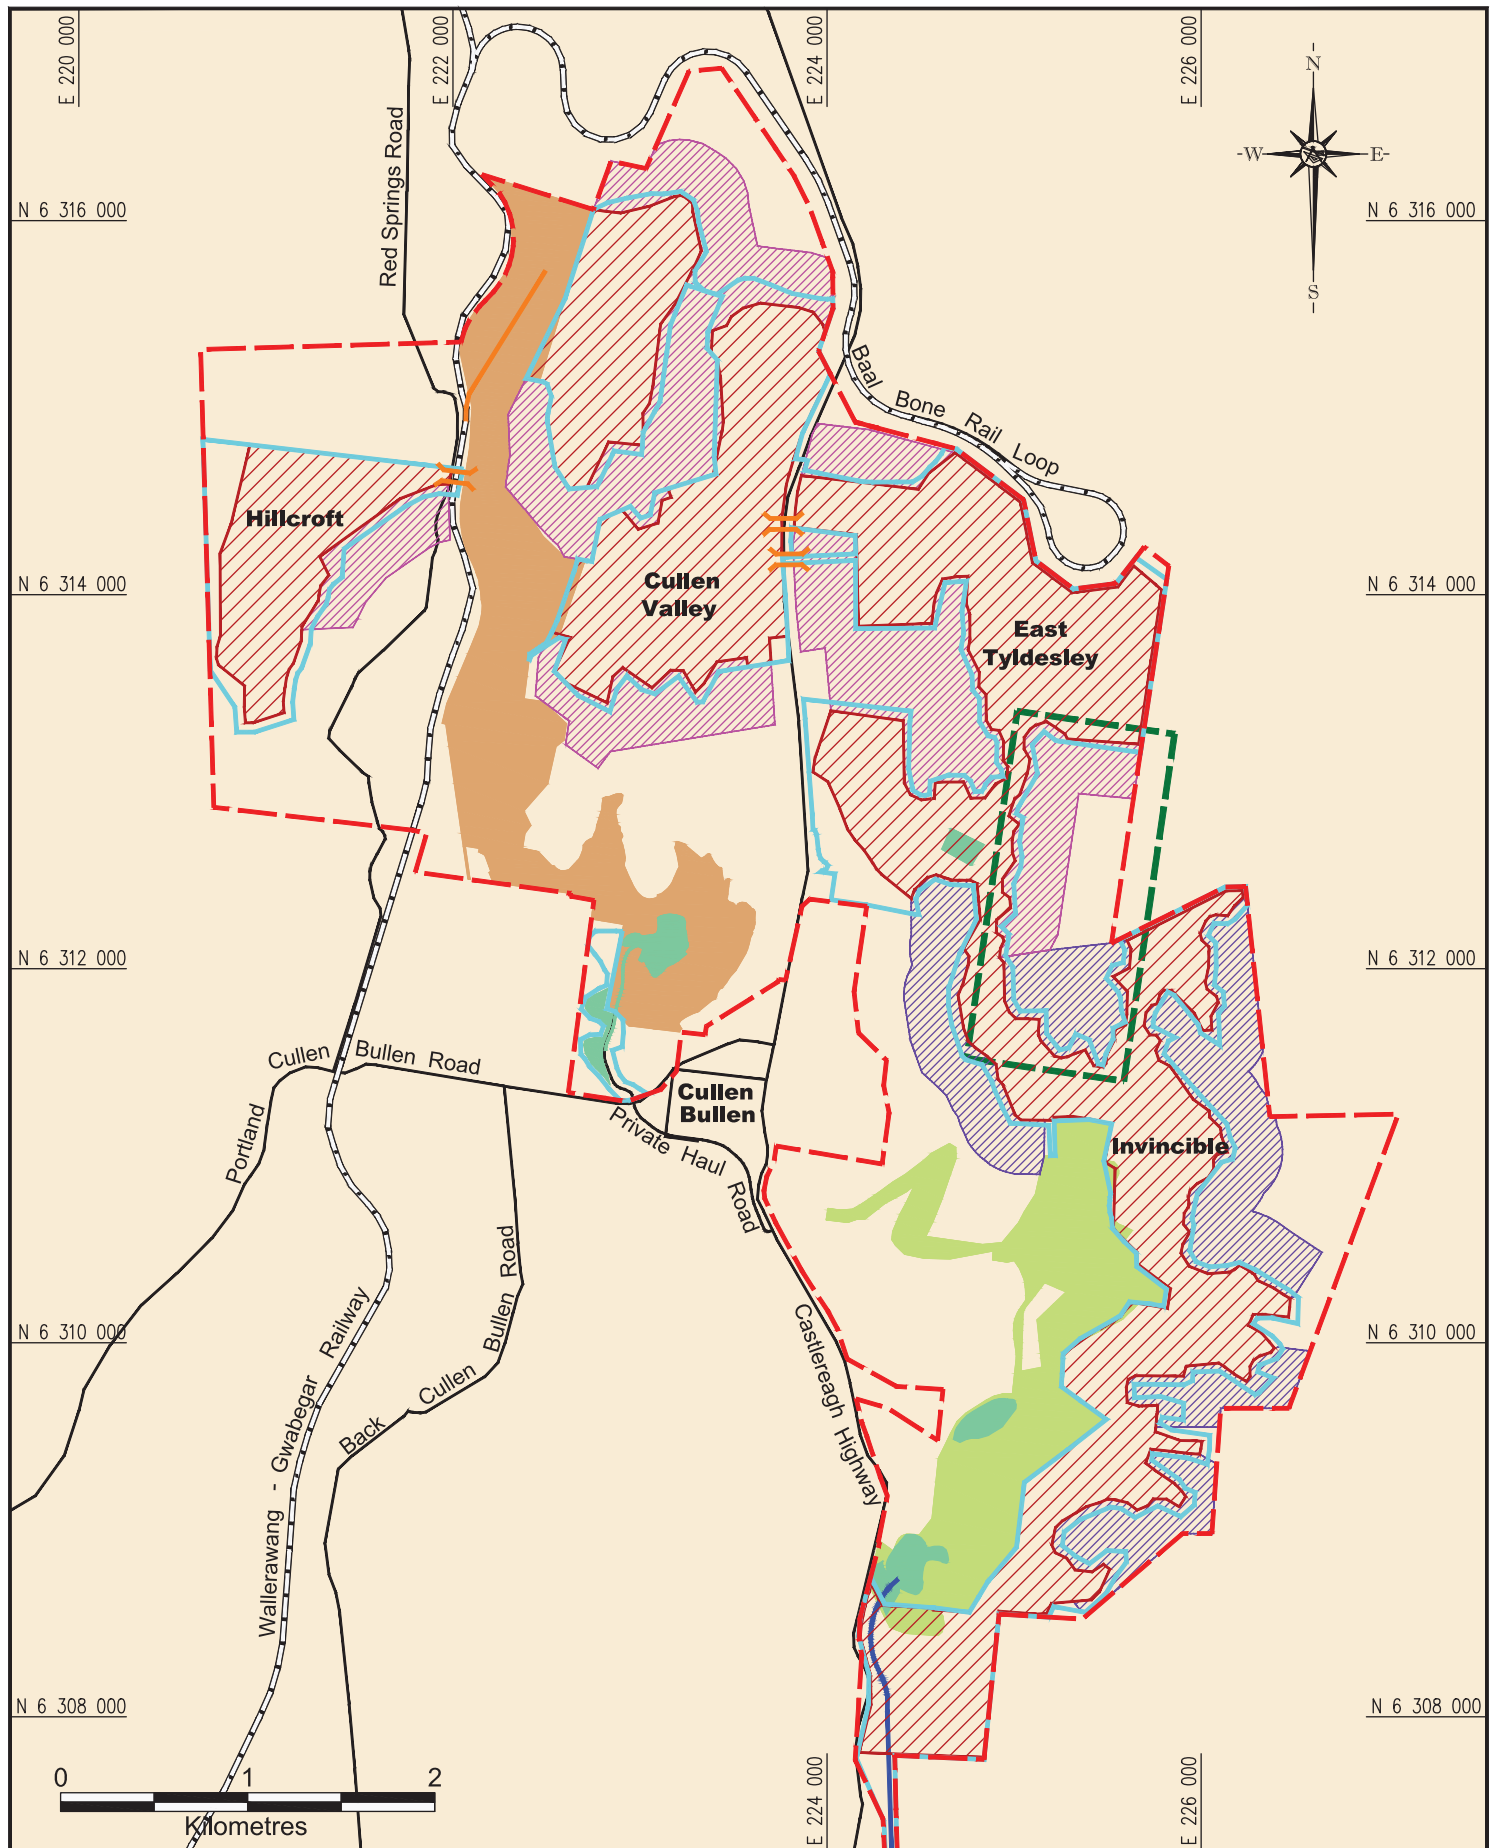 E 220 000
E 222 000
E 224 000
E 226 000
N
-W
E-
S
N 6 316 000
N 6 316 000
Red Springs Road
Baal Bone Rail Loop
Hillcroft
Cullen
Valley
N 6 314 000
N 6 314 000
East
Tyldesley
N 6 312 000
N 6 312 000
Portland Cullen Bullen Road
Cullen
Bullen
Private Haul Road
Invincible
Back Cullen Bullen Road
Wallerawang - Gwabegar Railway
Castlereagh Highway
N 6 310 000
N 6 310 000
N 6 308 000
N 6 308 000
0 1 2
Kilometres
E 224 000
E 226 000